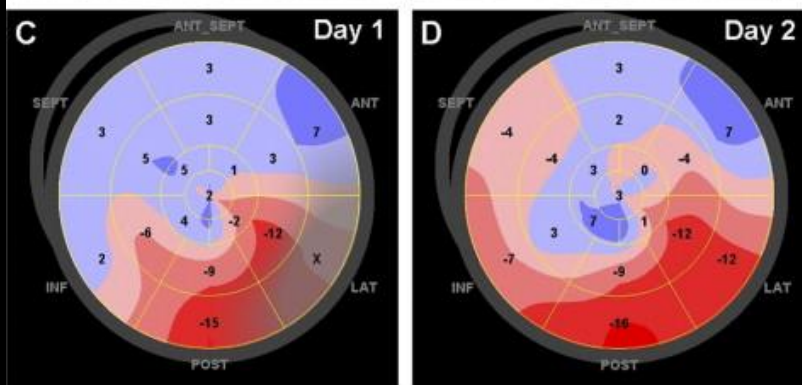 C
Day 1
ANT_SEPT
SEPT
ANT
3
3
7
3
5
5
1
3
2
4
-2
-6
-12
2
-9
X
-15
INF
LAT
POST
D
Day 2
ANT_SEPT
SEPT
ANT
3
-4
7
2
-4
3
0
-4
3
7
1
3
-12
-7
-9
-12
-16
INF
LAT
POST